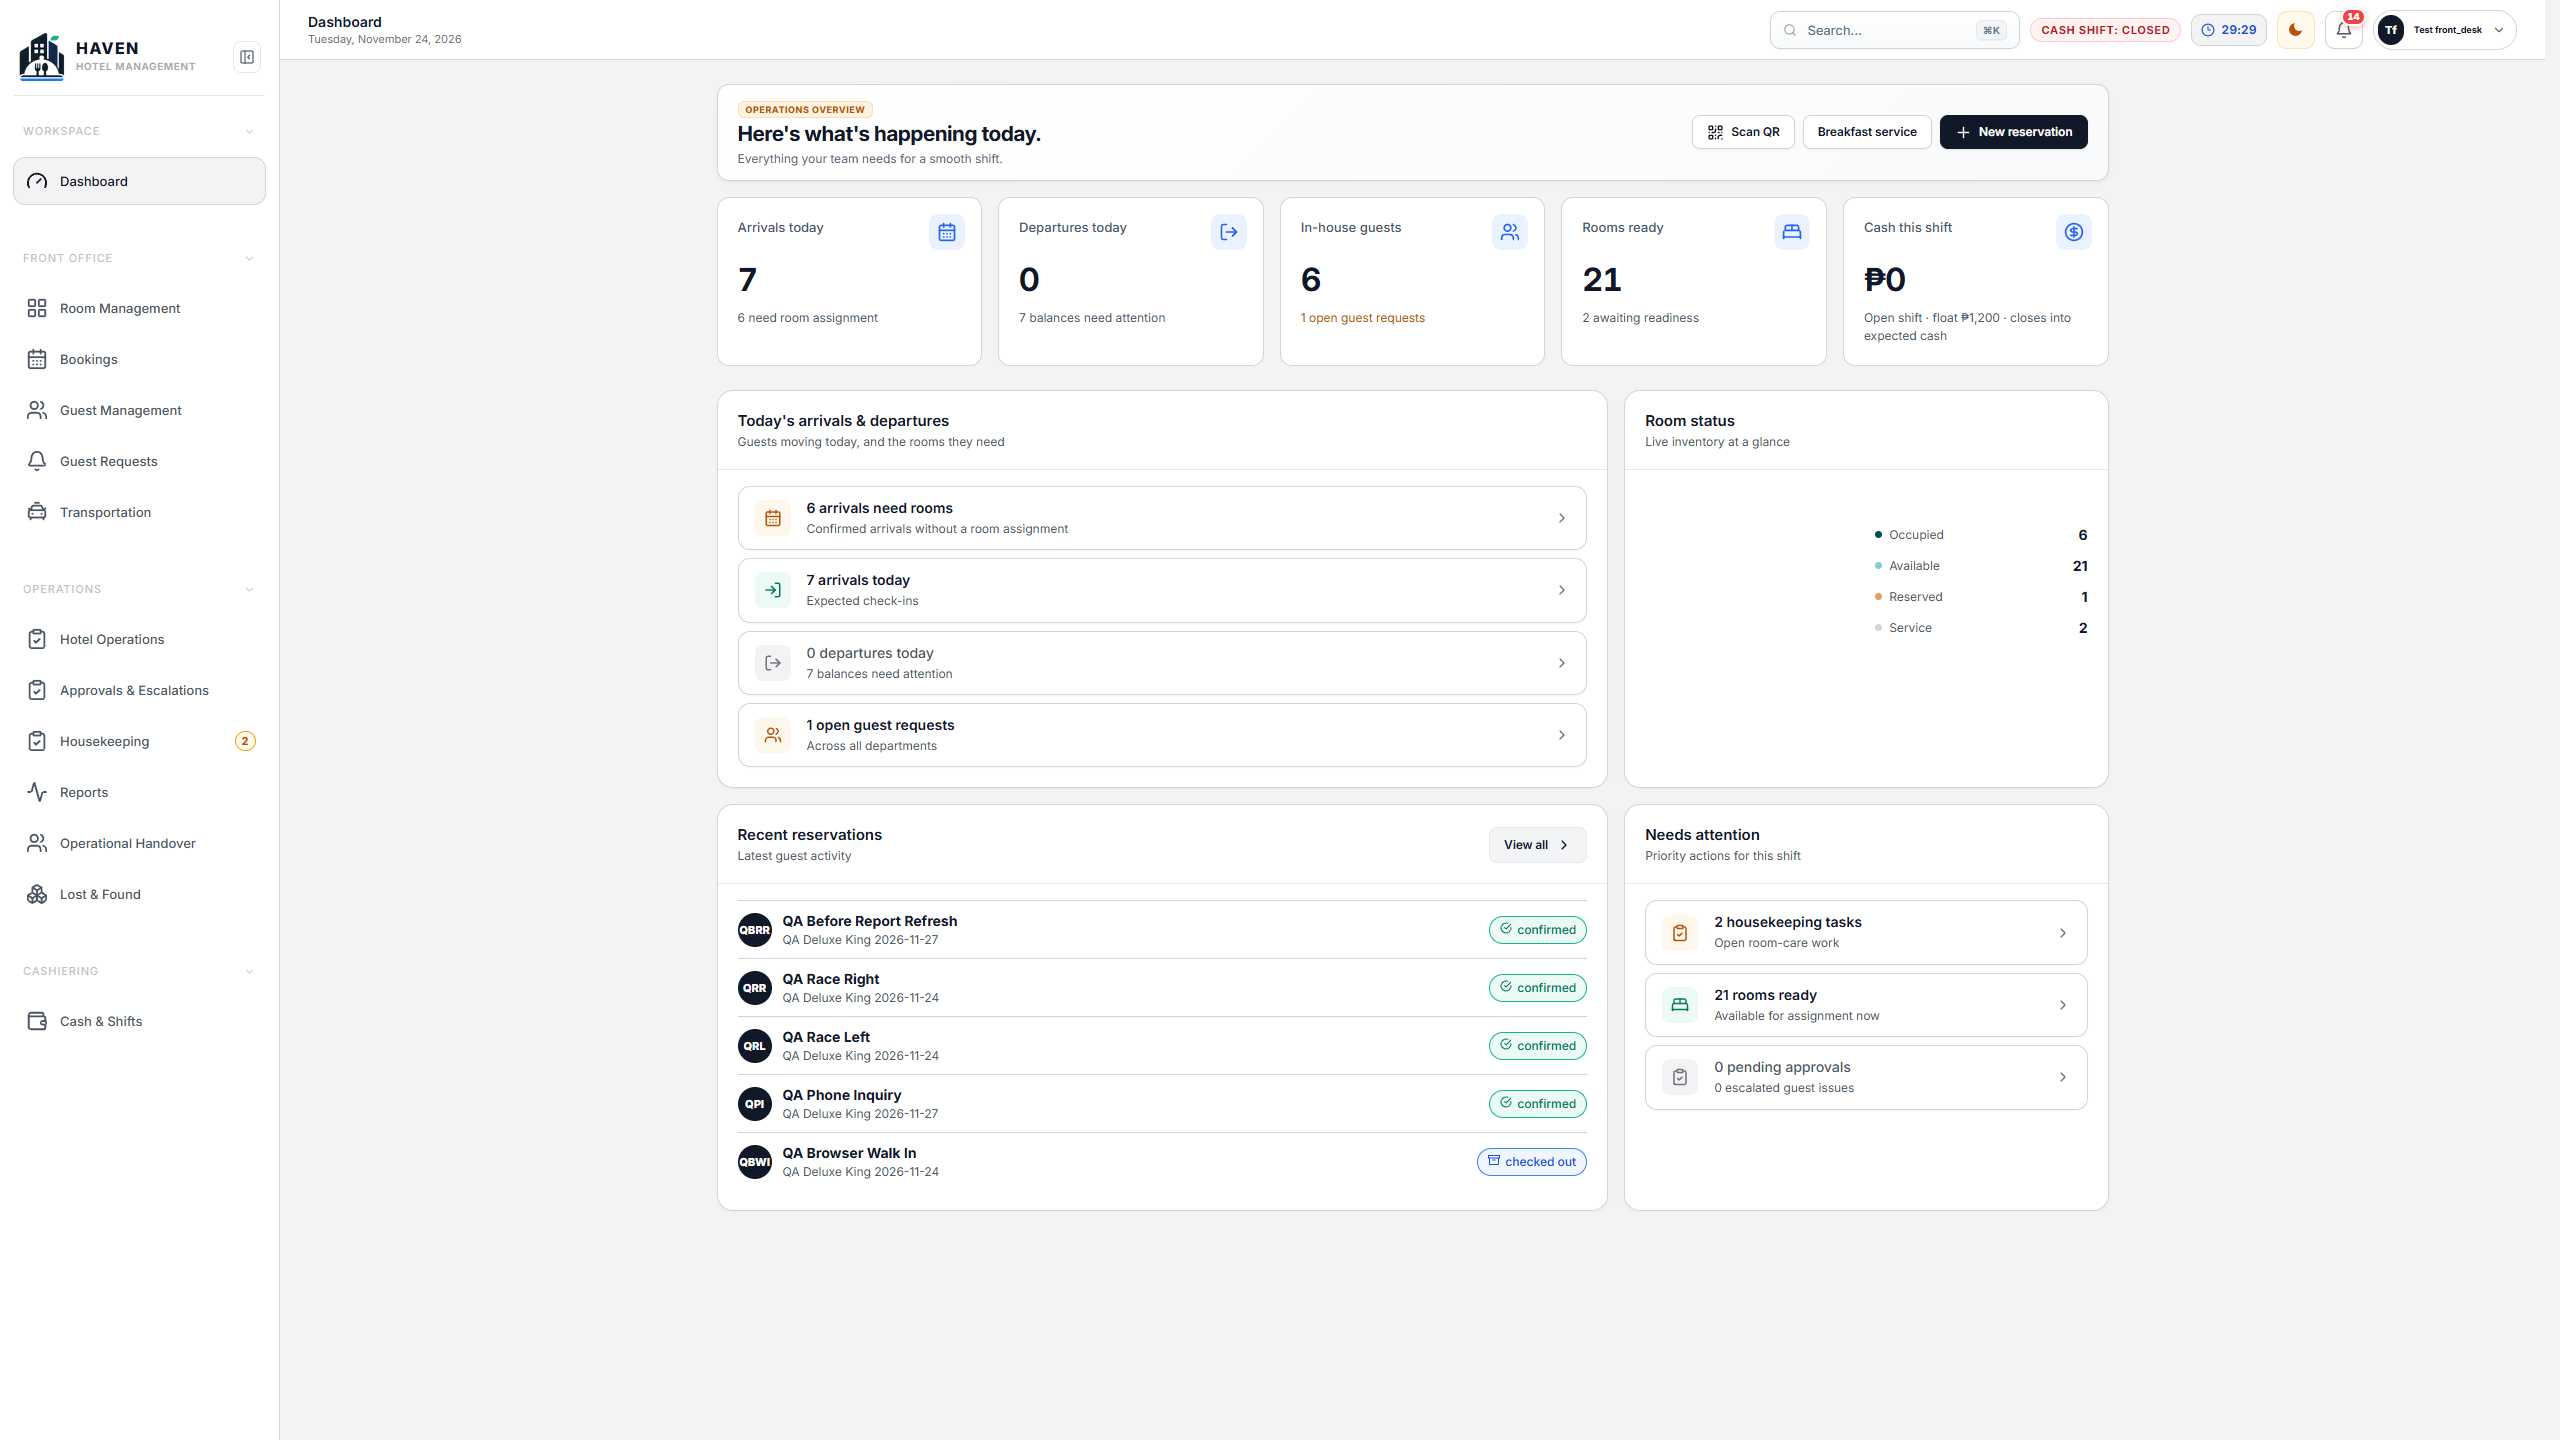 HAVEN
HOTEL MANAGEMENT
WORKSPACE
Dashboard
FRONT OFFICE
Room Management
Bookings
Guest Management
Guest Requests
Transportation
OPERATIONS
Hotel Operations
Approvals & Escalations
Housekeeping 2
Reports
Operational Handover
Lost & Found
CASHIERING
Cash & Shifts
Dashboard
Tuesday, November 24, 2026
Search... ⌘K
CASH SHIFT: CLOSED
29:29
14
Tf Test front_desk
OPERATIONS OVERVIEW
Here's what's happening today.
Everything your team needs for a smooth shift.
Scan QR
Breakfast service
New reservation
Arrivals today
7
6 need room assignment
Departures today
0
7 balances need attention
In-house guests
6
1 open guest requests
Rooms ready
21
2 awaiting readiness
Cash this shift
₱0
Open shift · float ₱1,200 · closes into
expected cash
Today's arrivals & departures
Guests moving today, and the rooms they need
6 arrivals need rooms
Confirmed arrivals without a room assignment
7 arrivals today
Expected check-ins
0 departures today
7 balances need attention
1 open guest requests
Across all departments
Room status
Live inventory at a glance
Occupied 6
Available 21
Reserved 1
Service 2
Recent reservations
Latest guest activity
View all
QBRR QA Before Report Refresh
QA Deluxe King 2026-11-27
confirmed
QRR QA Race Right
QA Deluxe King 2026-11-24
confirmed
QRL QA Race Left
QA Deluxe King 2026-11-24
confirmed
QPI QA Phone Inquiry
QA Deluxe King 2026-11-27
confirmed
QBWI QA Browser Walk In
QA Deluxe King 2026-11-24
checked out
Needs attention
Priority actions for this shift
2 housekeeping tasks
Open room-care work
21 rooms ready
Available for assignment now
0 pending approvals
0 escalated guest issues